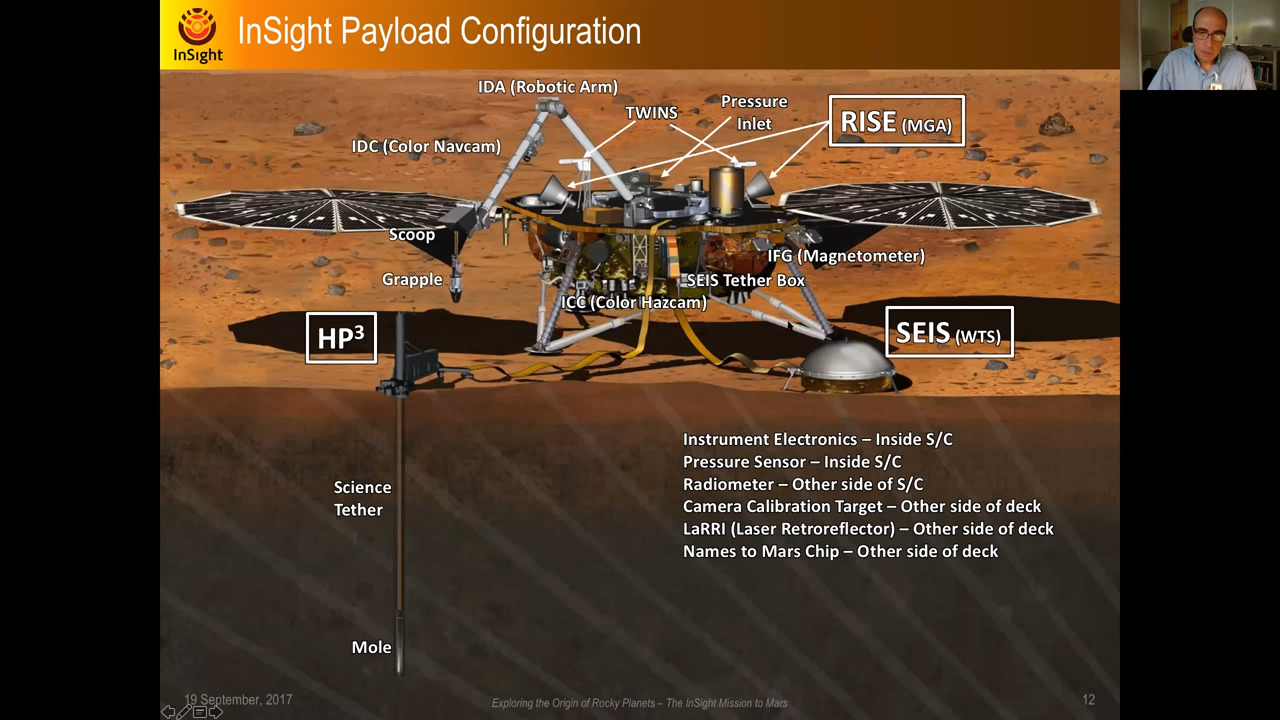 InSight
InSight Payload Configuration
IDA (Robotic Arm)
TWINS
Pressure
Inlet
RISE (MGA)
IDC (Color Navcam)
Scoop
Grapple
IFG (Magnetometer)
SEIS Tether Box
ICC (Color Hazcam)
HP³
SEIS (WTS)
Instrument Electronics – Inside S/C
Pressure Sensor – Inside S/C
Radiometer – Other side of S/C
Camera Calibration Target – Other side of deck
LaRRI (Laser Retroreflector) – Other side of deck
Names to Mars Chip – Other side of deck
Science
Tether
Mole
19 September, 2017
Exploring the Origin of Rocky Planets – The InSight Mission to Mars
12